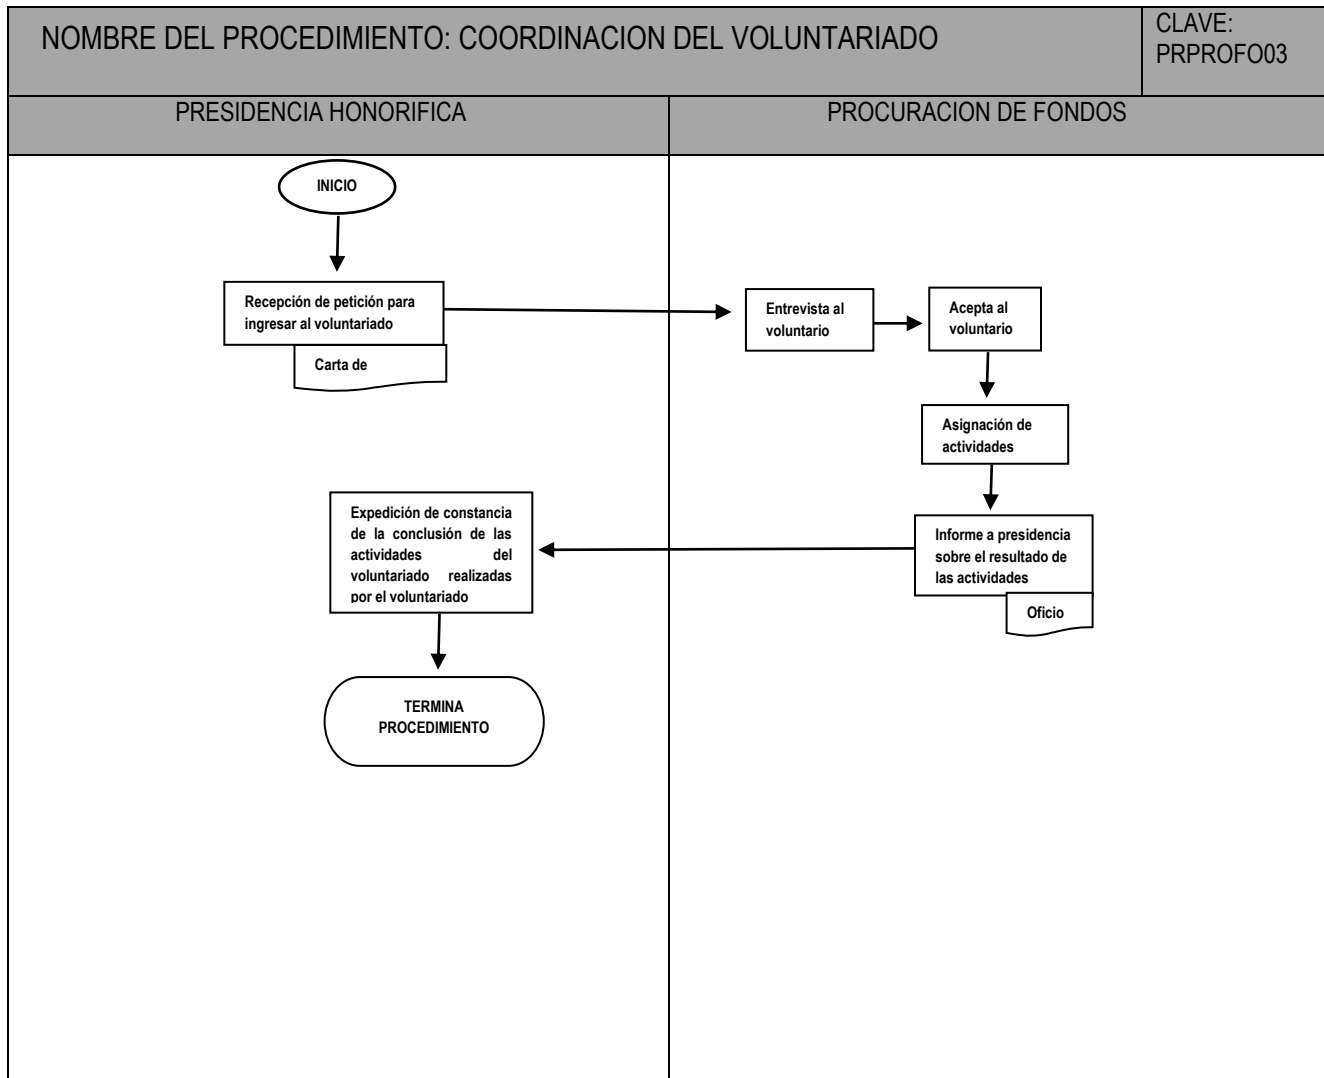 NOMBRE DEL PROCEDIMIENTO: COORDINACION DEL VOLUNTARIADO
CLAVE:
PRPROFO03
PRESIDENCIA HONORIFICA
PROCURACION DE FONDOS
INICIO
Recepción de petición para
ingresar al voluntariado
Carta de
Entrevista al
voluntario
Acepta al
voluntario
Asignación de
actividades
Informe a presidencia
sobre el resultado de
las actividades
Oficio
Expedición de constancia
de la conclusión de las
actividades del
voluntariado realizadas
por el voluntariado
TERMINA
PROCEDIMIENTO